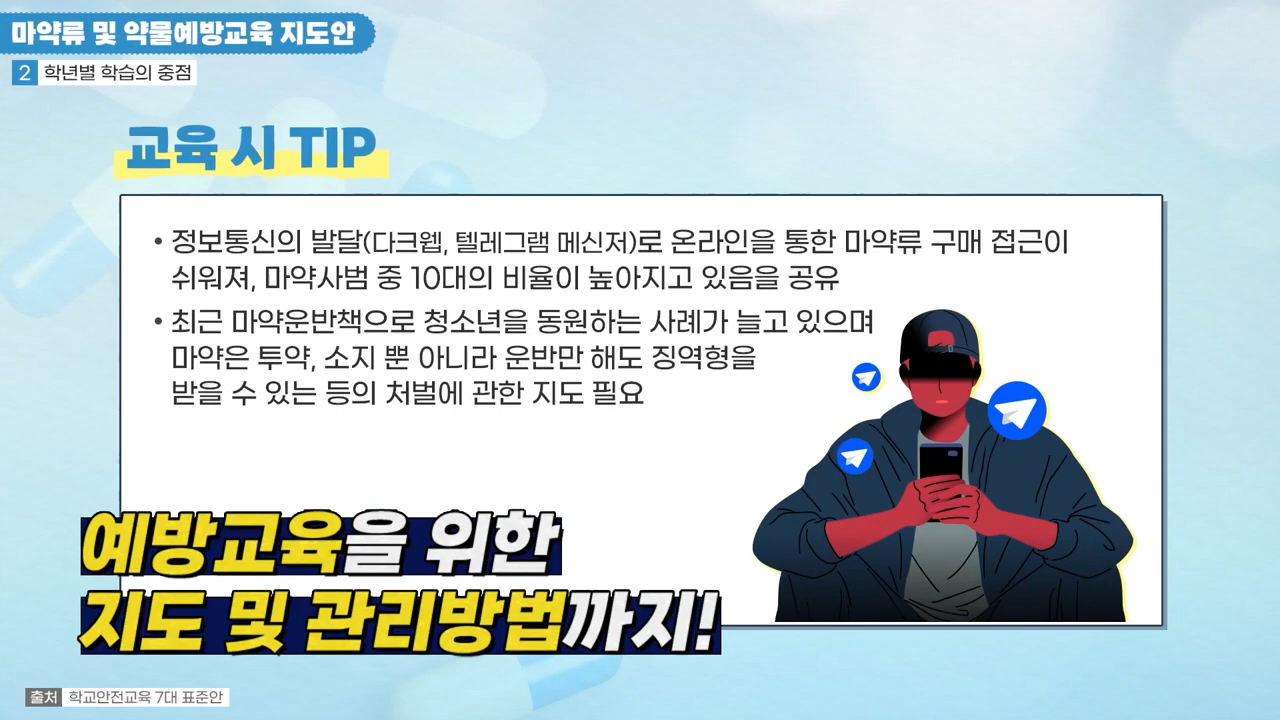 마약류 및 약물예방교육 지도안
2 학년별 학습의 중점
교육 시 TIP
• 정보통신의 발달(다크웹, 텔레그램 메신저)로 온라인을 통한 마약류 구매 접근이
쉬워져, 마약사범 중 10대의 비율이 높아지고 있음을 공유
• 최근 마약운반책으로 청소년을 동원하는 사례가 늘고 있으며
마약은 투약, 소지 뿐 아니라 운반만 해도 징역형을
받을 수 있는 등의 처벌에 관한 지도 필요
예방교육을 위한
지도 및 관리방법까지!
출처 학교안전교육 7대 표준안